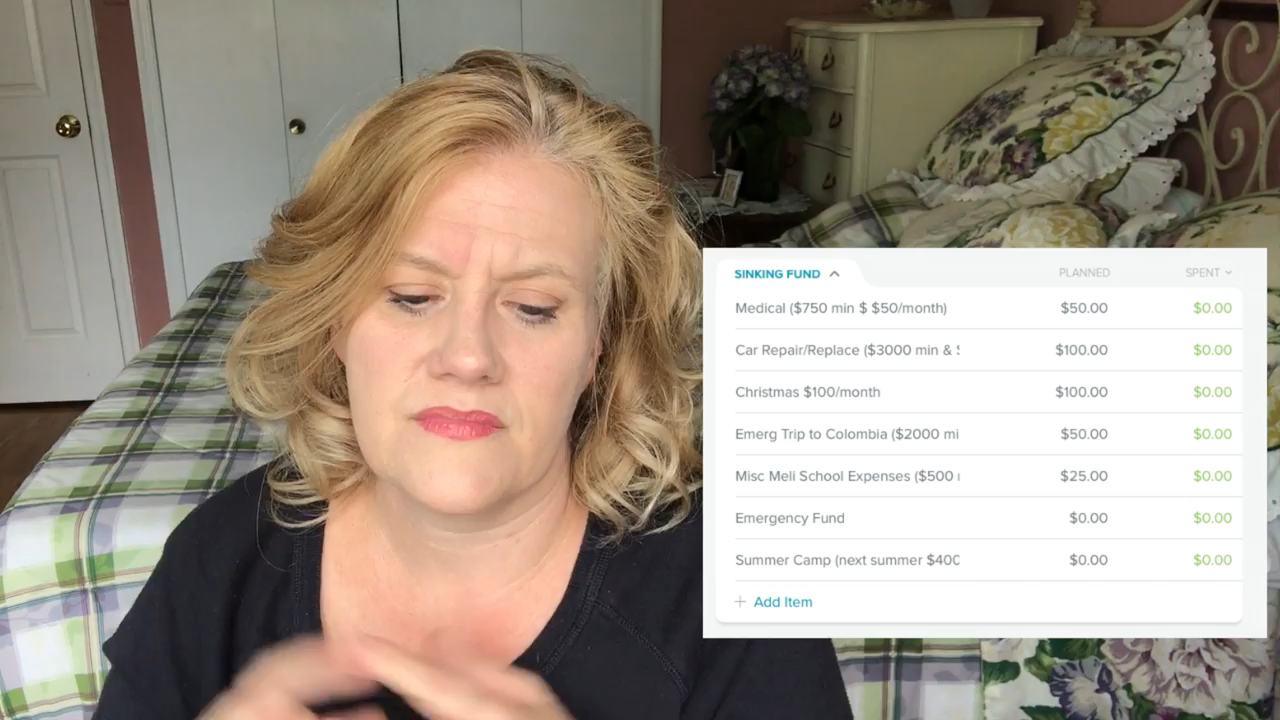 SINKING FUND PLANNED SPENT
Medical ($750 min $ $50/month) $50.00 $0.00
Car Repair/Replace ($3000 min & $100.00 $0.00
Christmas $100/month $100.00 $0.00
Emerg Trip to Colombia ($2000 mi $50.00 $0.00
Misc Meli School Expenses ($500 $25.00 $0.00
Emergency Fund $0.00 $0.00
Summer Camp (next summer $400 $0.00 $0.00
+ Add Item